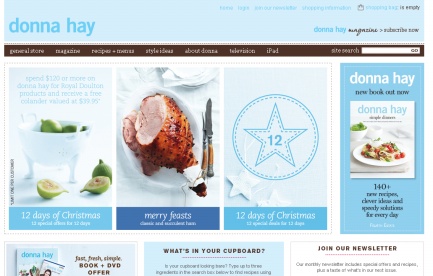 home login join our newsletter shopping information shopping bag is empty
donna hay
donna hay magazine > subscribe now
general store magazine recipes + menus style ideas about donna television iPad
site search GO
spend $120 or more on
donna hay for Royal Doulton
products and receive a free
colander valued at $39.95*
*LIMIT ONE PER CUSTOMER
12 days of Christmas
12 special offers for 12 days
merry feasts
classic and succulent ham
12
12 days of Christmas
12 special deals for 12 days
donna hay
new book out now
donna hay
simple dinners
140+
new recipes,
clever ideas and
speedy solutions
for every day
donna hay
fast, fresh, simple.
BOOK + DVD
OFFER
WHAT'S IN YOUR CUPBOARD?
Is your cupboard looking bare? Type up to three
ingredients in the search box below to find recipes using
JOIN OUR NEWSLETTER
Our monthly newsletter includes special offers and recipes,
plus a taste of what's in our next issue.